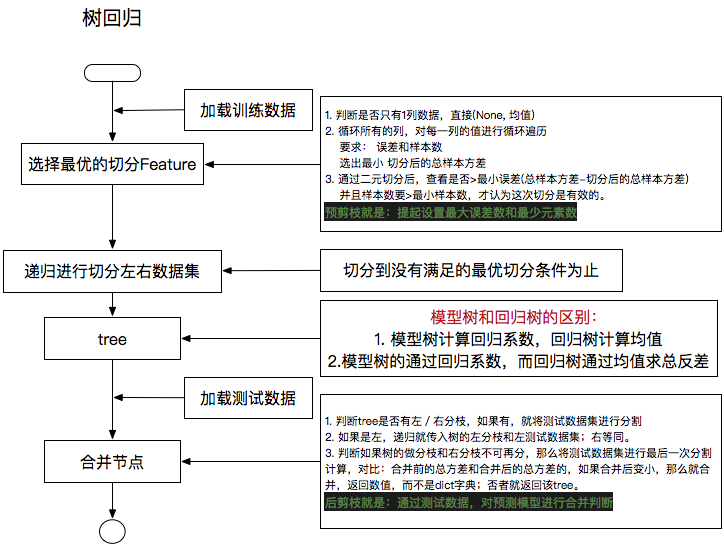 树回归
加载训练数据
选择最优的切分Feature
1. 判断是否只有1列数据，直接(None, 均值)
2. 循环所有的列，对每一列的值进行循环遍历
要求： 误差和样本数
选出最小 切分后的总样本方差
3. 通过二元切分后，查看是否>最小误差(总样本方差-切分后的总样本方差)
并且样本数要>最小样本数，才认为这次切分是有效的。
预剪枝就是：提起设置最大误差数和最少元素数
递归进行切分左右数据集
切分到没有满足的最优切分条件为止
tree
模型树和回归树的区别：
1. 模型树计算回归系数，回归树计算均值
2.模型树的通过回归系数，而回归树通过均值求总反差
加载测试数据
合并节点
1. 判断tree是否有左／右分枝，如果有，就将测试数据集进行分割
2. 如果是左，递归就传入树的左分枝和左测试数据集；右等同。
3. 判断如果树的做分枝和右分枝不可再分，那么将测试数据集进行最后一次分割
计算，对比：合并前的总方差和合并后的总方差的，如果合并后变小，那么就合
并，返回数值，而不是dict字典；否者就返回该tree。
后剪枝就是：通过测试数据，对预测模型进行合并判断